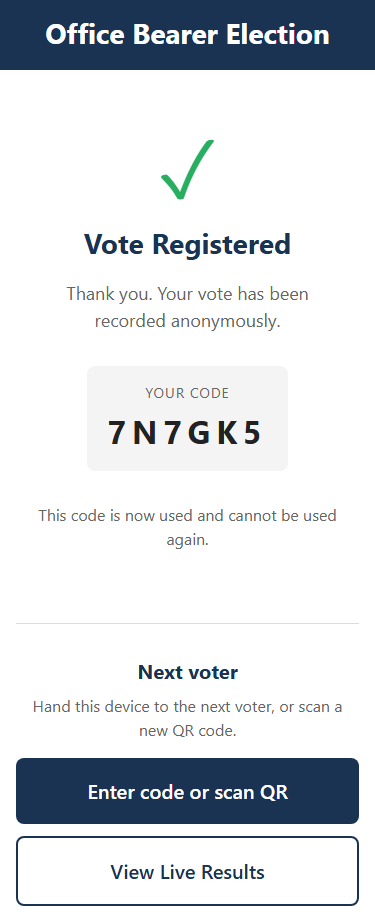 Office Bearer Election
Vote Registered
Thank you. Your vote has been
recorded anonymously.
YOUR CODE
7N7GK5
This code is now used and cannot be used
again.
Next voter
Hand this device to the next voter, or scan a
new QR code.
Enter code or scan QR
View Live Results